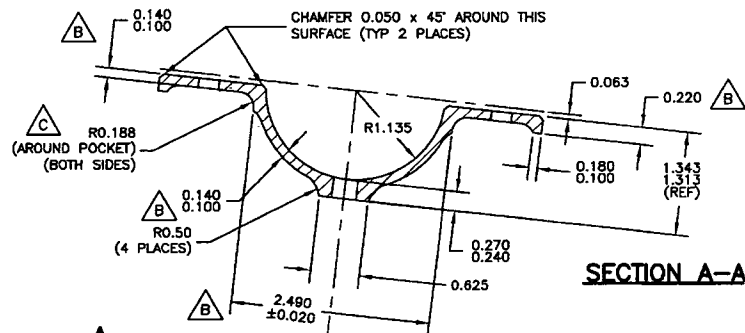 B
0.140
0.100
CHAMFER 0.050 x 45° AROUND THIS
SURFACE (TYP 2 PLACES)
0.063
0.220
B
C
R0.188
(AROUND POCKET)
(BOTH SIDES)
R1.135
0.180
0.100
1.343
1.313
(REF)
0.140
0.100
B
R0.50
(4 PLACES)
0.270
0.240
0.625
SECTION A-A
B
2.490
±0.020